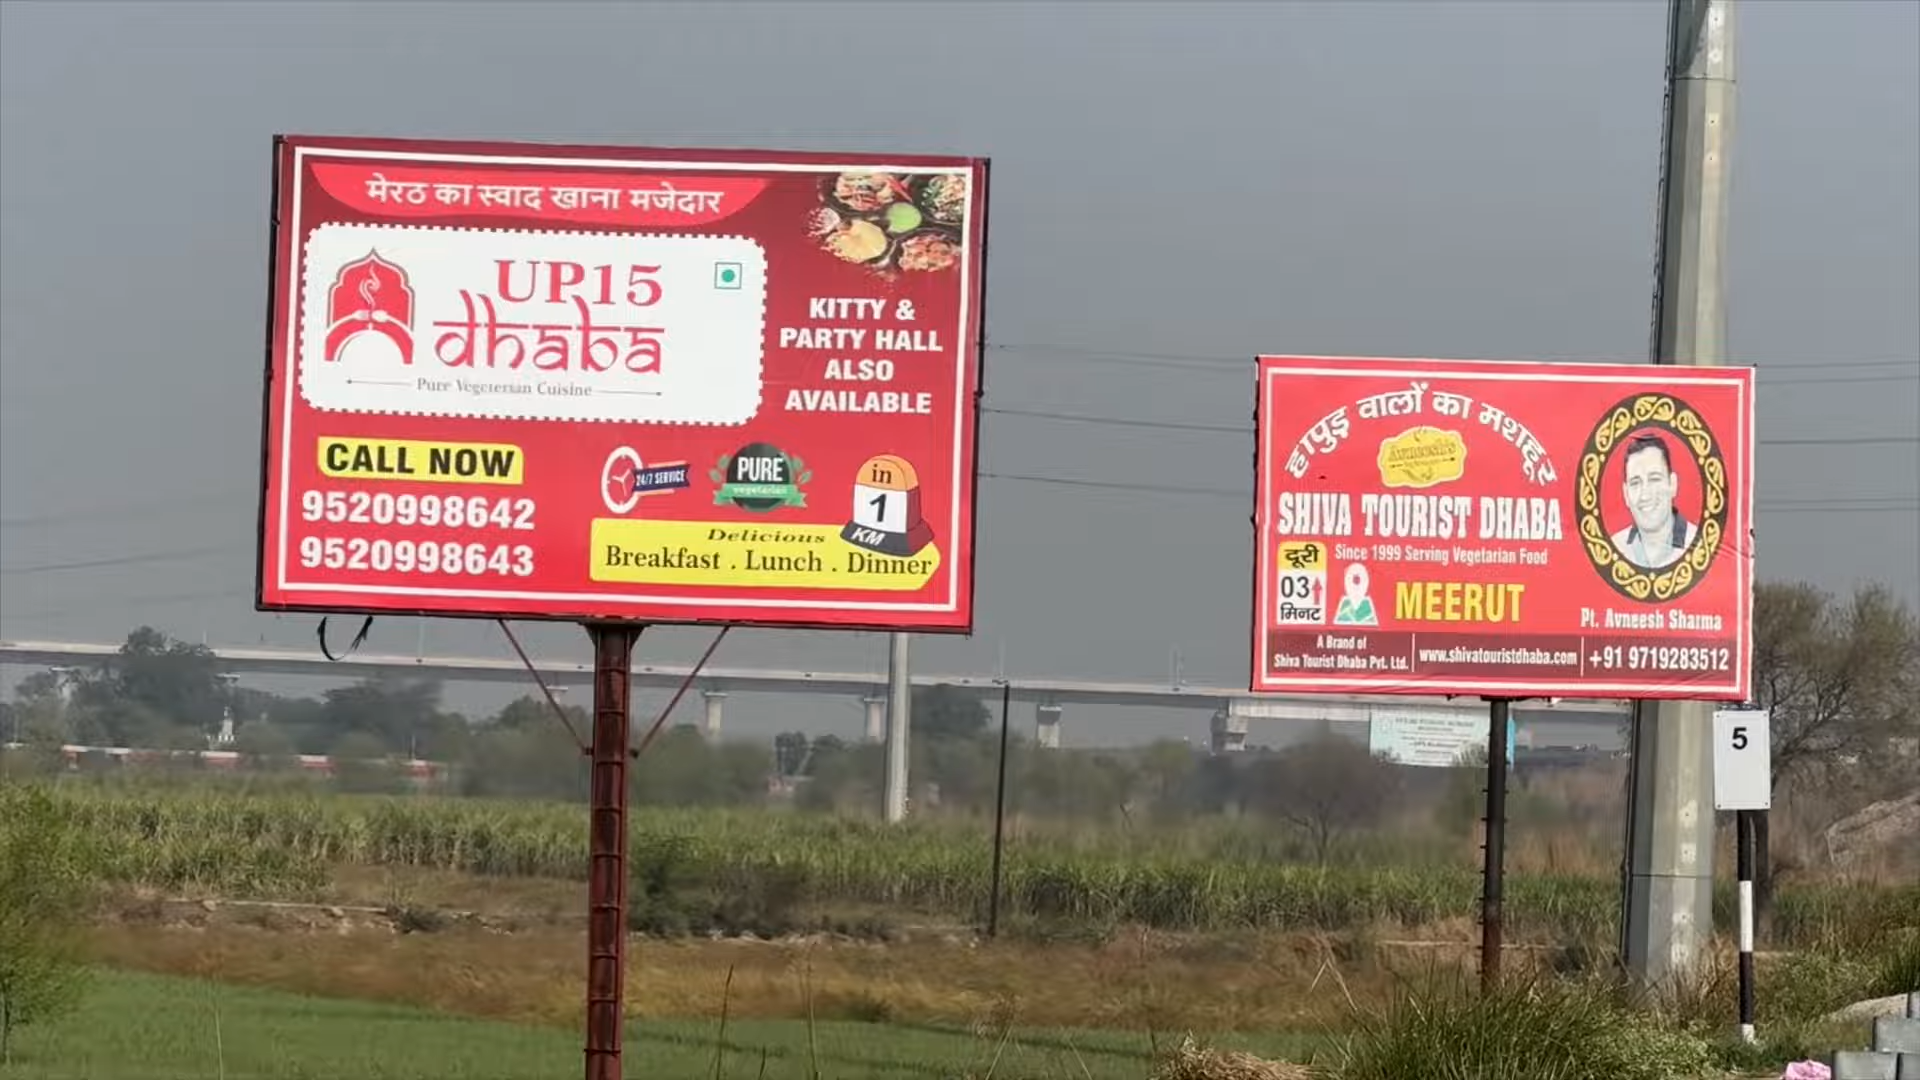 मेरठ का स्वाद खाना मजेदार
UP15
dhaba
Pure Vegeterian Cuisine
KITTY &
PARTY HALL
ALSO
AVAILABLE
CALL NOW
9520998642
9520998643
24/7 SERVICE
PURE
vegetarian
in
1
KM
Delicious
Breakfast . Lunch . Dinner
हापुड़ वालों का मशहूर
Avneesh's
SHIVA TOURIST DHABA
Since 1999 Serving Vegetarian Food
दूरी
03
मिनट
MEERUT
Pt. Avneesh Sharma
A Brand of
Shiva Tourist Dhaba Pvt. Ltd.
www.shivatouristdhaba.com
+91 9719283512
5